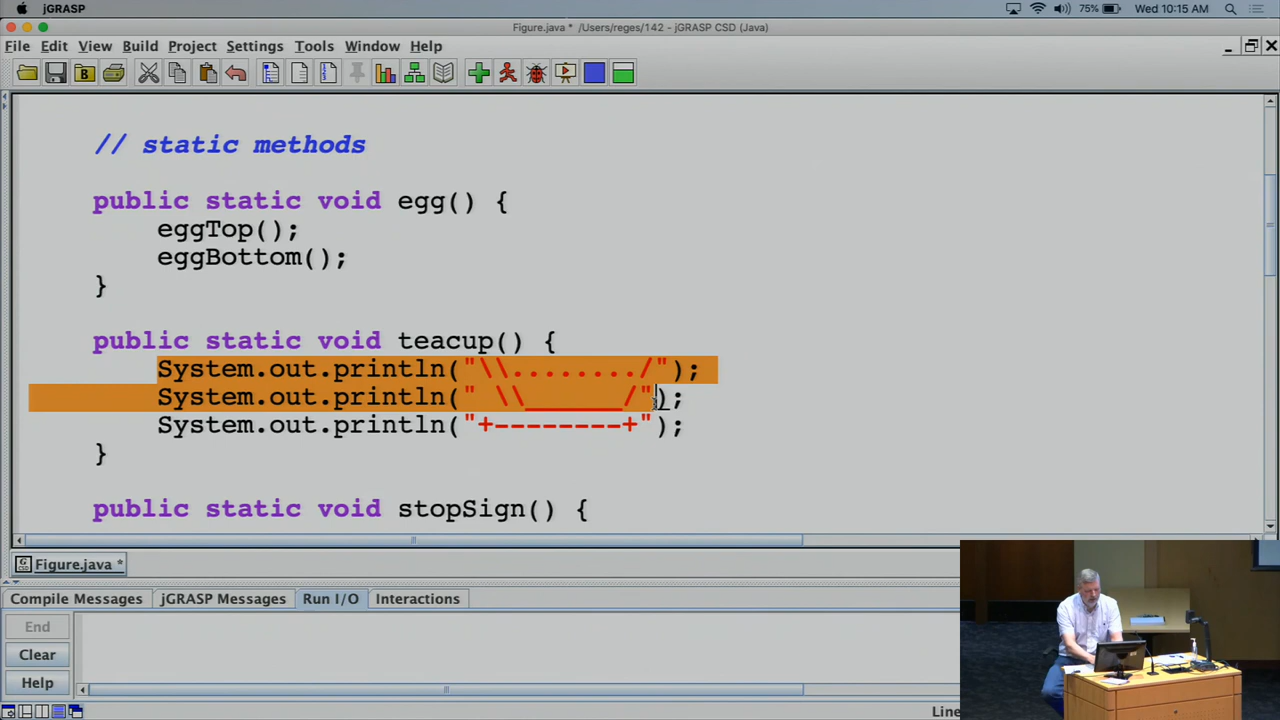 jGRASP 75% Wed 10:15 AM
Figure.java * /Users/reges/142 - jGRASP CSD (Java)
File Edit View Build Project Settings Tools Window Help
B
// static methods
public static void egg() {
eggTop();
eggBottom();
}
public static void teacup() {
System.out.println("\\......../");
System.out.println(" \\______/");
System.out.println("+--------+");
}
public static void stopSign() {
G CSD Figure.java *
Compile Messages jGRASP Messages Run I/O Interactions
End
Clear
Help
Line